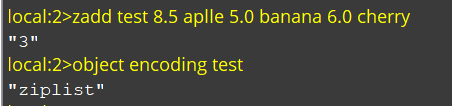 local:2>zadd test 8.5 aplle 5.0 banana 6.0 cherry
"3"
local:2>object encoding test
"ziplist"